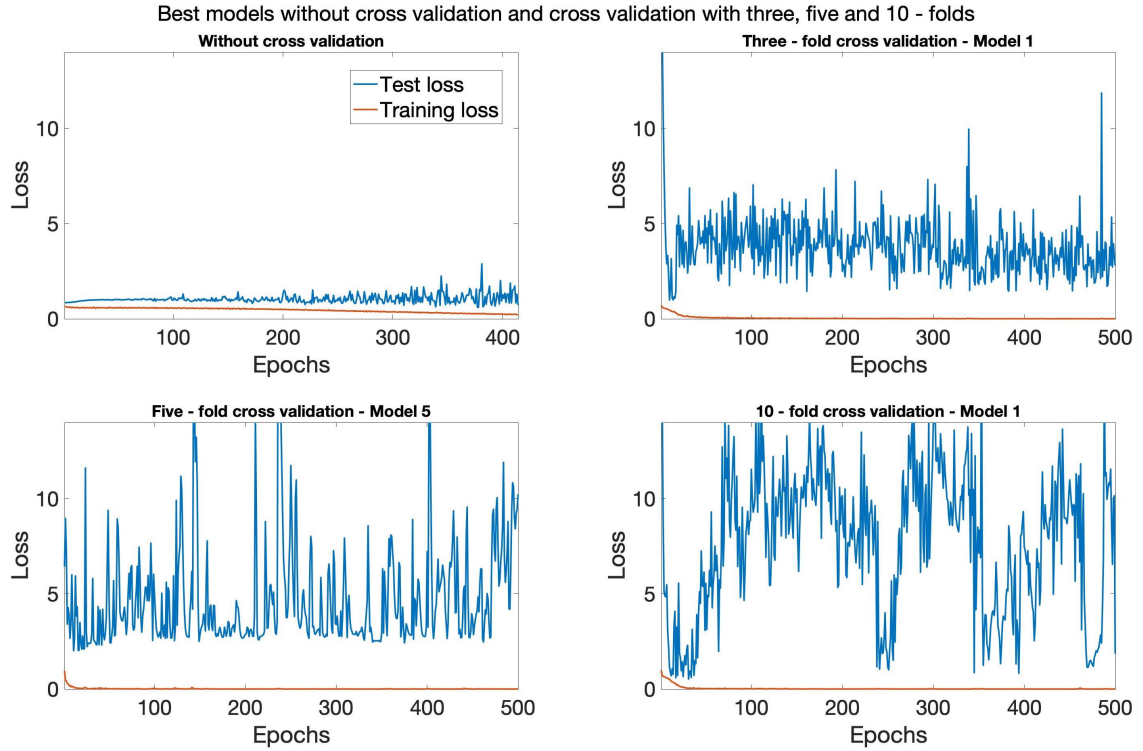 Best models without cross validation and cross validation with three, five and 10 - folds
Without cross validation
Test loss
Training loss
10
5
0
100
200
300
400
Loss
Epochs
Three - fold cross validation - Model 1
10
5
0
100
200
300
400
500
Loss
Epochs
Five - fold cross validation - Model 5
10
5
0
100
200
300
400
500
Loss
Epochs
10 - fold cross validation - Model 1
10
5
0
100
200
300
400
500
Loss
Epochs